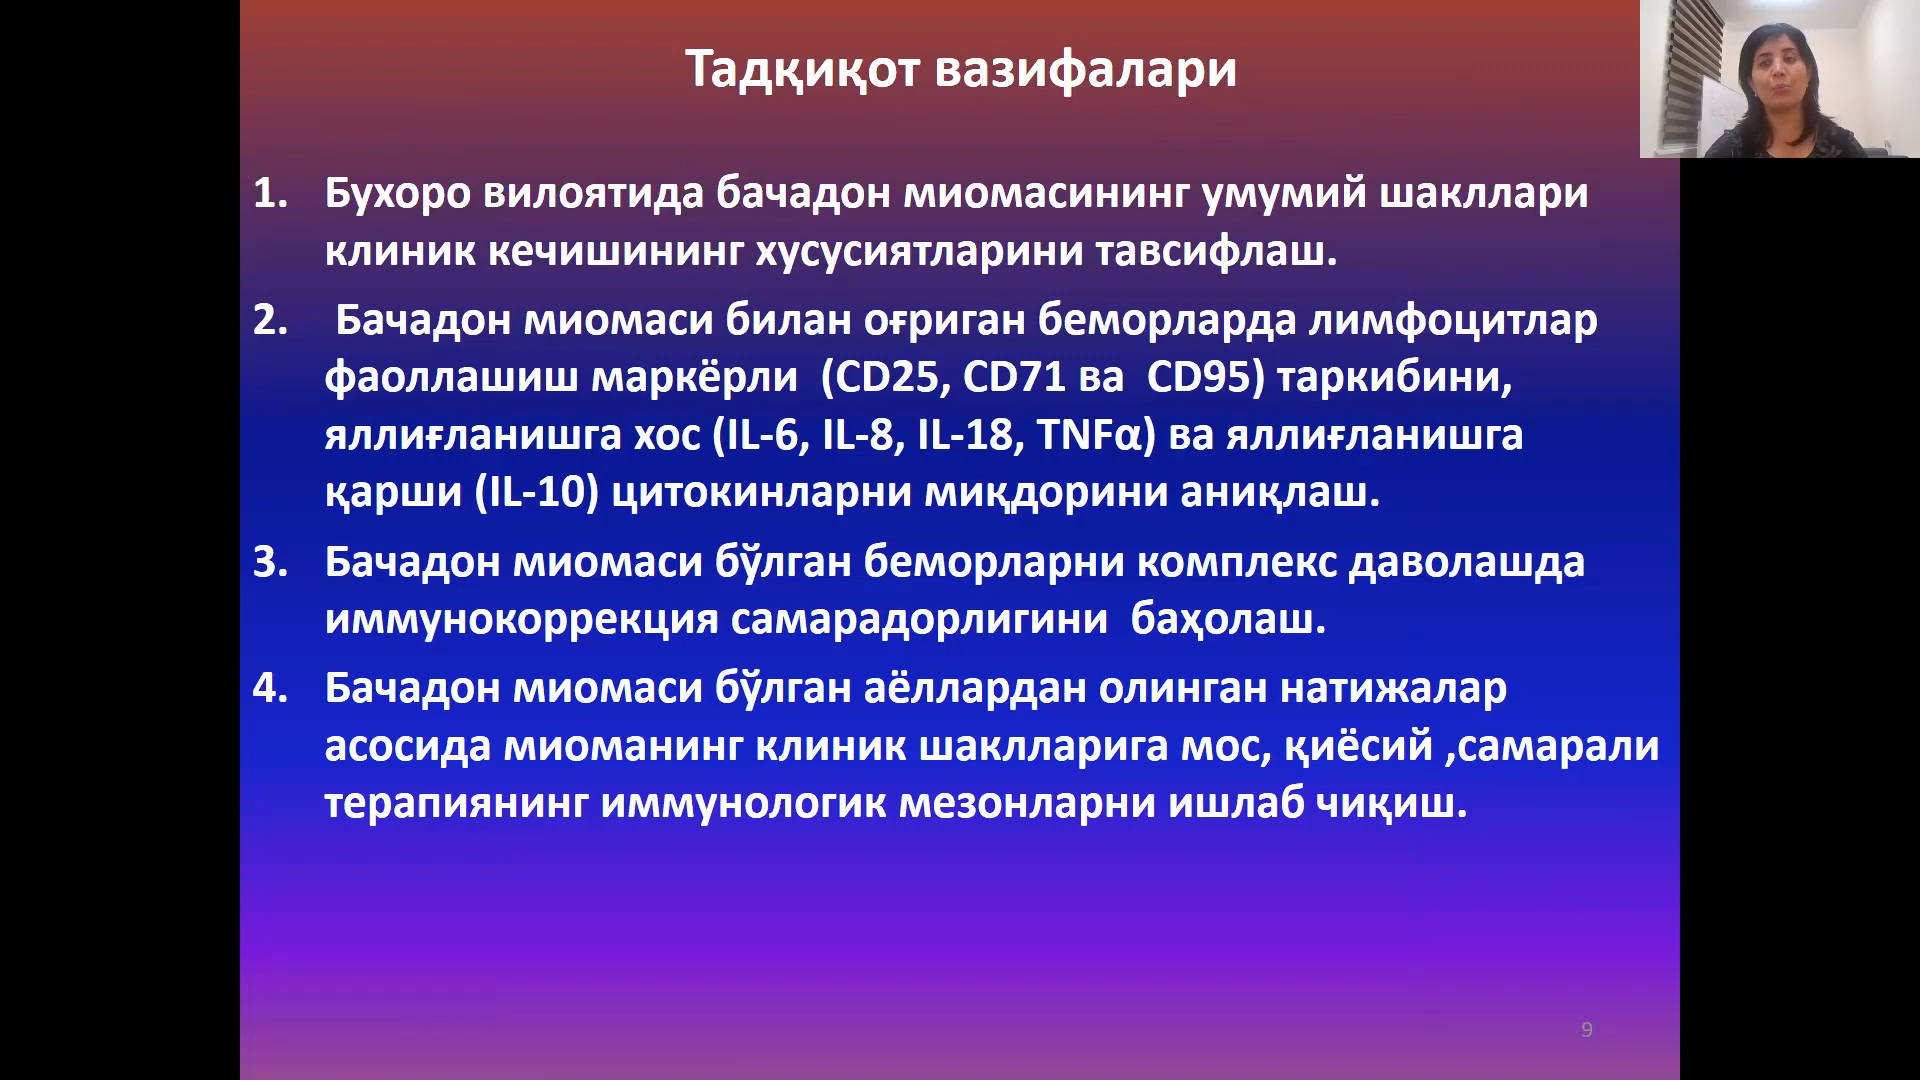 Тадқиқот вазифалари
1. Бухоро вилоятида бачадон миомасининг умумий шакллари
клиник кечишининг хусусиятларини тавсифлаш.
2. Бачадон миомаси билан оғриган беморларда лимфоцитлар
фаоллашиш маркёрли (CD25, CD71 ва CD95) таркибини,
яллиғланишга хос (IL-6, IL-8, IL-18, TNFα) ва яллиғланишга
қарши (IL-10) цитокинларни миқдорини аниқлаш.
3. Бачадон миомаси бўлган беморларни комплекс даволашда
иммунокоррекция самарадорлигини баҳолаш.
4. Бачадон миомаси бўлган аёллардан олинган натижалар
асосида миоманинг клиник шаклларига мос, қиёсий ,самарали
терапиянинг иммунологик мезонларни ишлаб чиқиш.
9